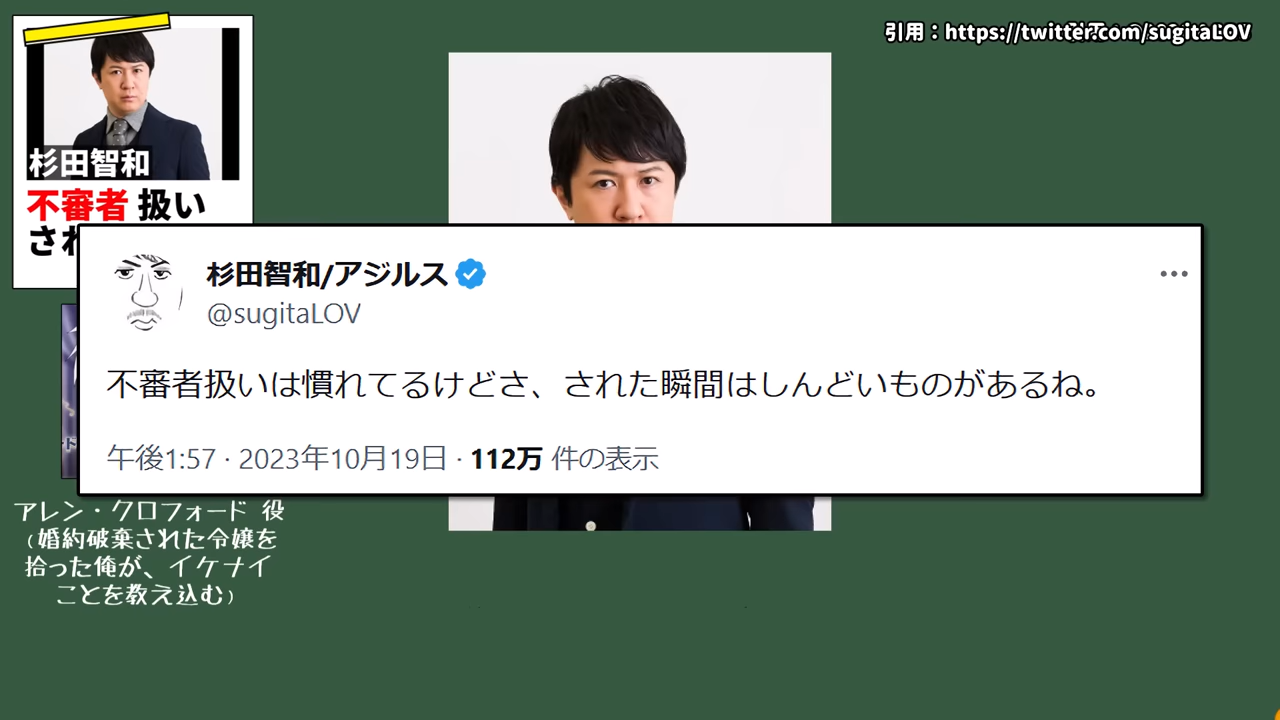 引用：https://twitter.com/sugitaLOV
杉田智和
不審者 扱い
され
杉田智和/アジルス
@sugitaLOV
不審者扱いは慣れてるけどさ、された瞬間はしんどいものがあるね。
午後1:57 · 2023年10月19日 · 112万 件の表示
アレン・クロフォード 役
(婚約破棄された令嬢を
拾った俺が、イケナイ
ことを教え込む)